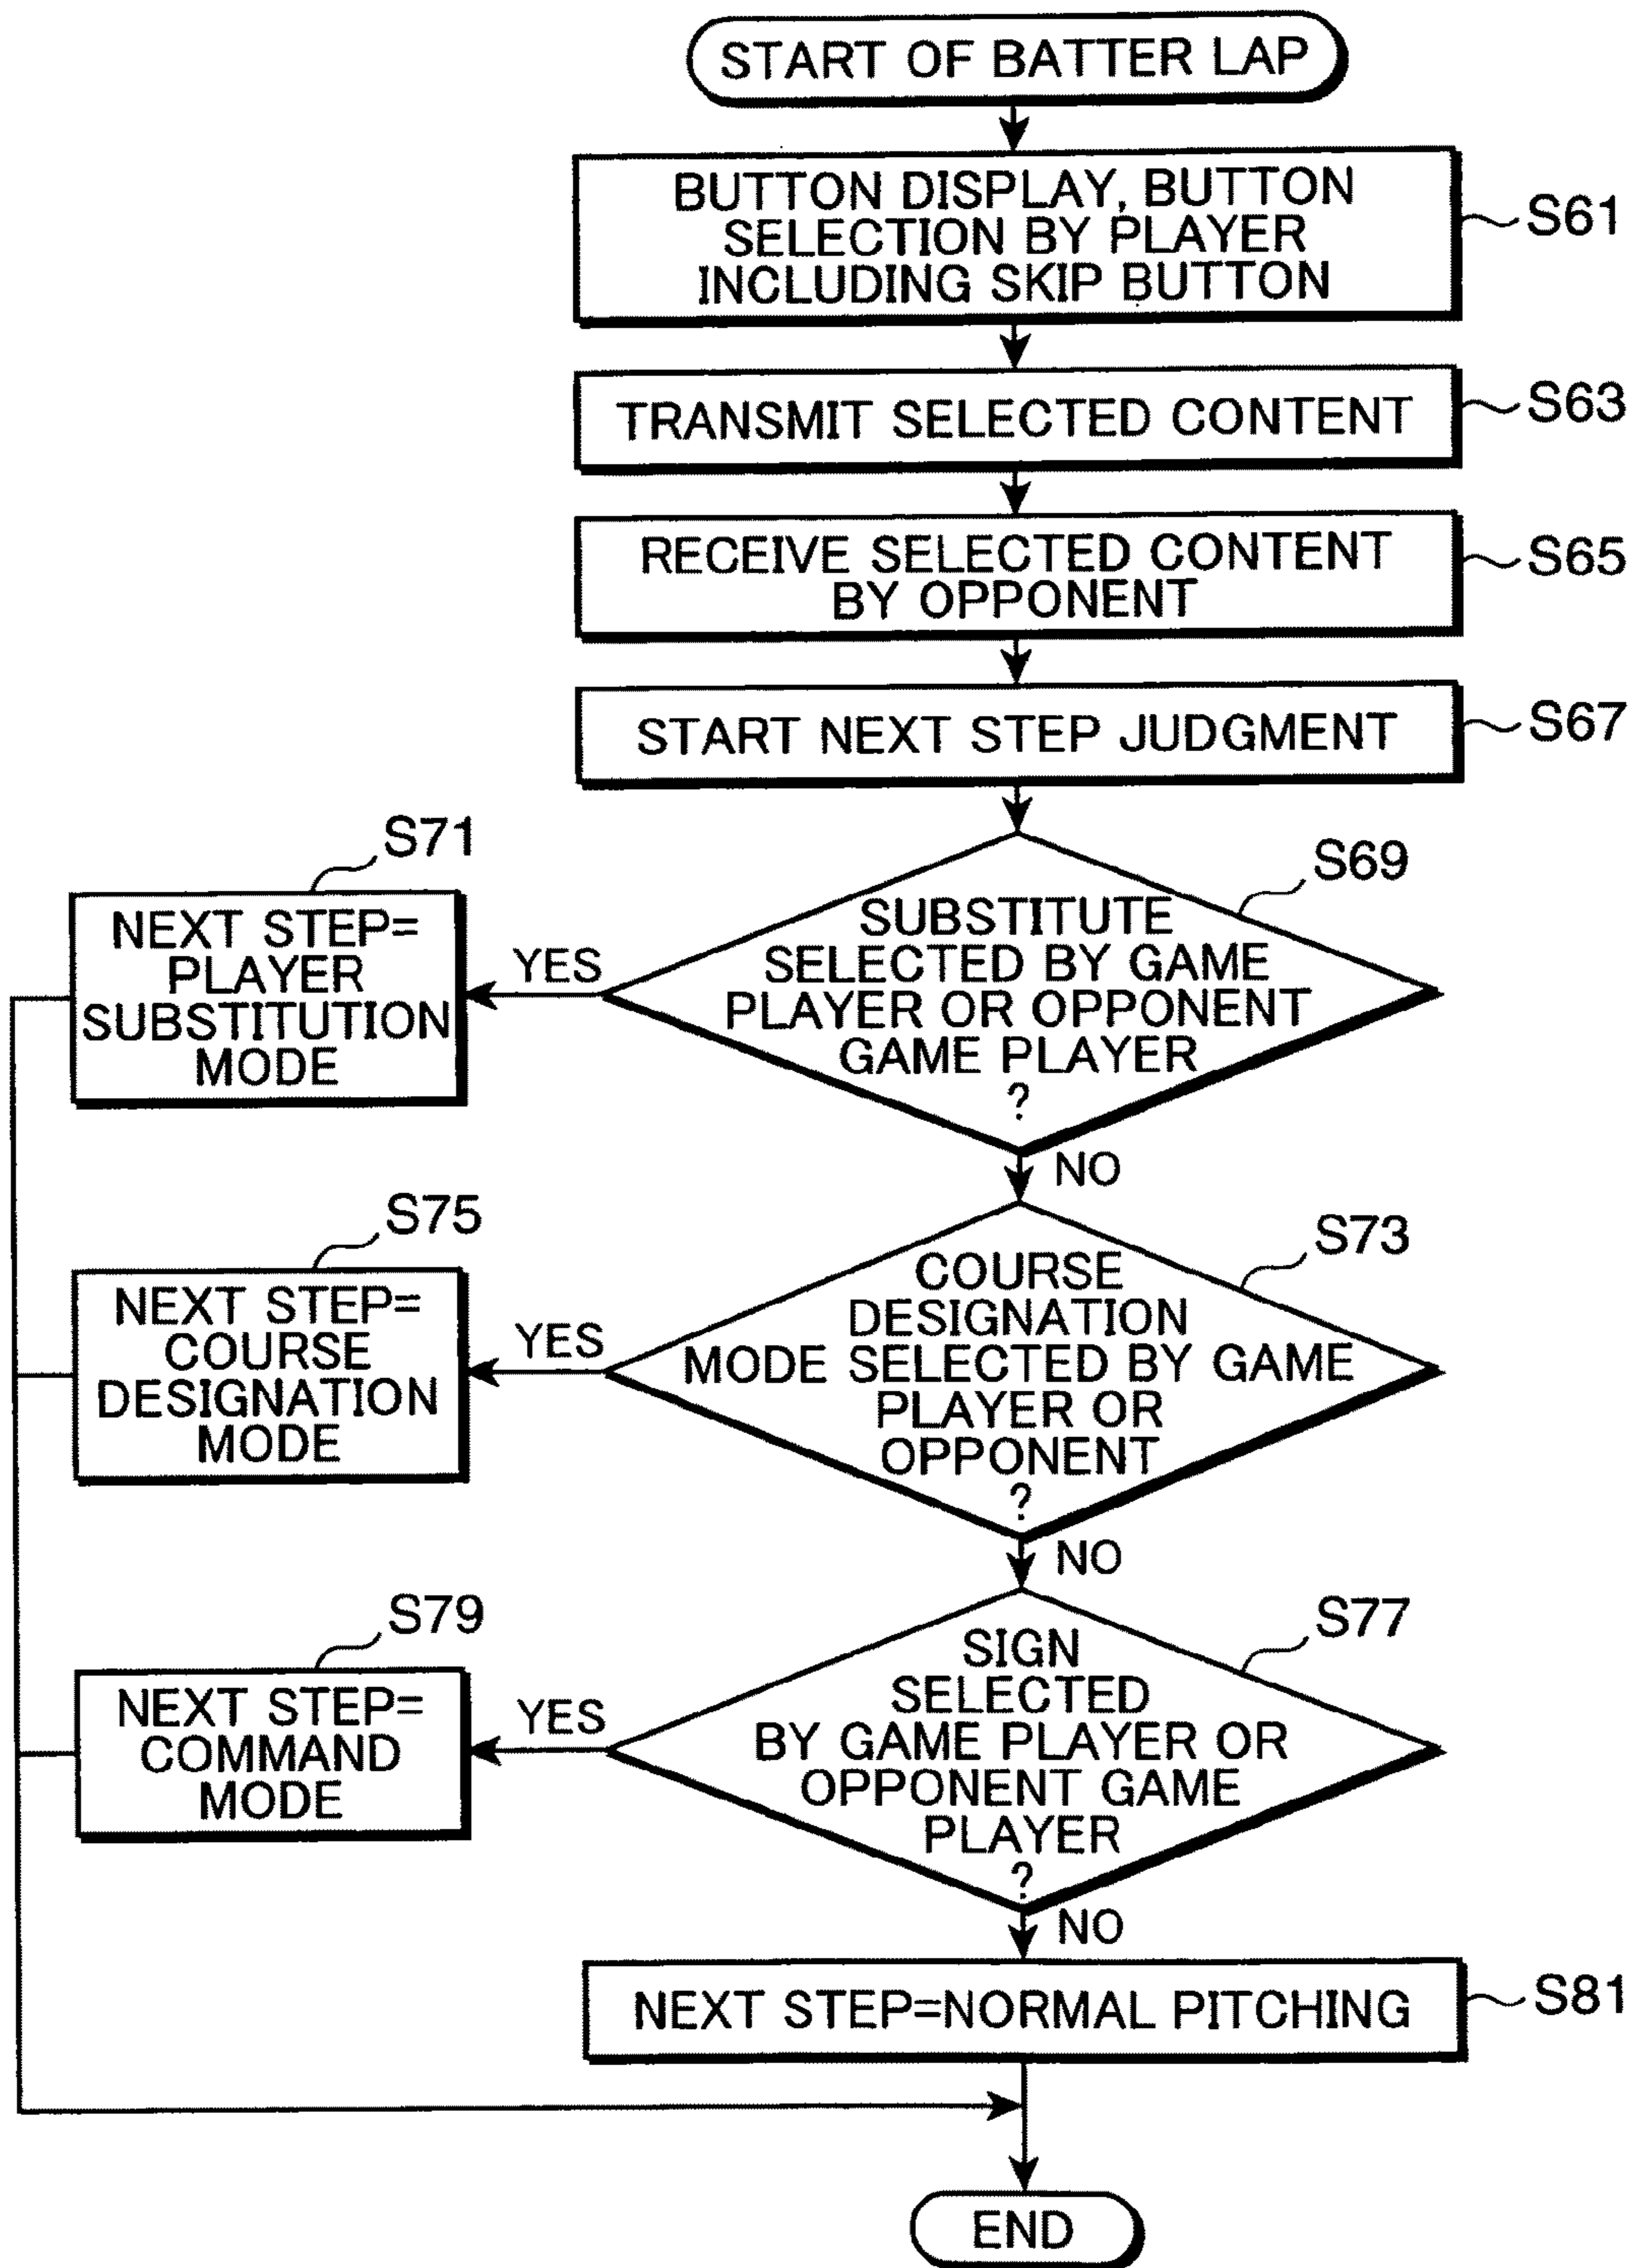 START OF BATTER LAP
BUTTON DISPLAY, BUTTON
SELECTION BY PLAYER
INCLUDING SKIP BUTTON
S61
TRANSMIT SELECTED CONTENT
S63
RECEIVE SELECTED CONTENT
BY OPPONENT
S65
START NEXT STEP JUDGMENT
S67
S69
SUBSTITUTE
SELECTED BY GAME
PLAYER OR OPPONENT
GAME PLAYER
?
YES
S71
NEXT STEP=
PLAYER
SUBSTITUTION
MODE
NO
S73
COURSE
DESIGNATION
MODE SELECTED BY GAME
PLAYER OR
OPPONENT
?
YES
S75
NEXT STEP=
COURSE
DESIGNATION
MODE
NO
S77
SIGN
SELECTED
BY GAME PLAYER OR
OPPONENT GAME
PLAYER
?
YES
S79
NEXT STEP=
COMMAND
MODE
NO
NEXT STEP=NORMAL PITCHING
S81
END